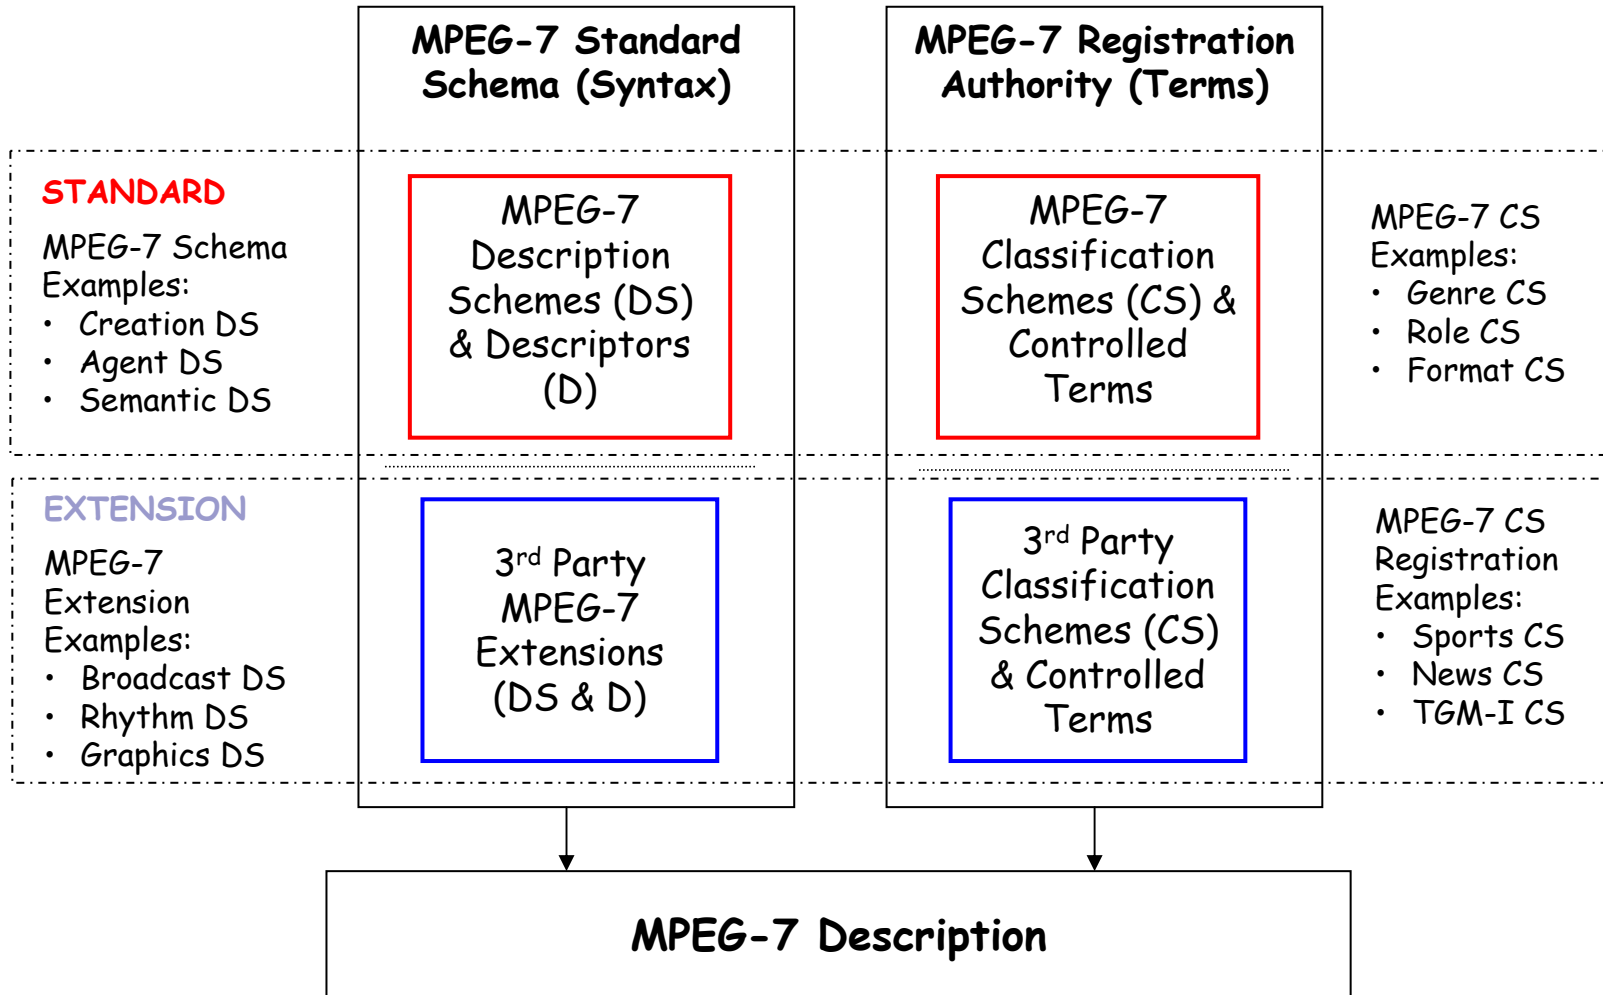 MPEG-7 Standard
Schema (Syntax)
MPEG-7 Registration
Authority (Terms)
STANDARD
MPEG-7 Schema
Examples:
• Creation DS
• Agent DS
• Semantic DS
MPEG-7
Description
Schemes (DS)
& Descriptors
(D)
MPEG-7
Classification
Schemes (CS) &
Controlled
Terms
MPEG-7 CS
Examples:
• Genre CS
• Role CS
• Format CS
EXTENSION
MPEG-7
Extension
Examples:
• Broadcast DS
• Rhythm DS
• Graphics DS
3rd Party
MPEG-7
Extensions
(DS & D)
3rd Party
Classification
Schemes (CS)
& Controlled
Terms
MPEG-7 CS
Registration
Examples:
• Sports CS
• News CS
• TGM-I CS
MPEG-7 Description